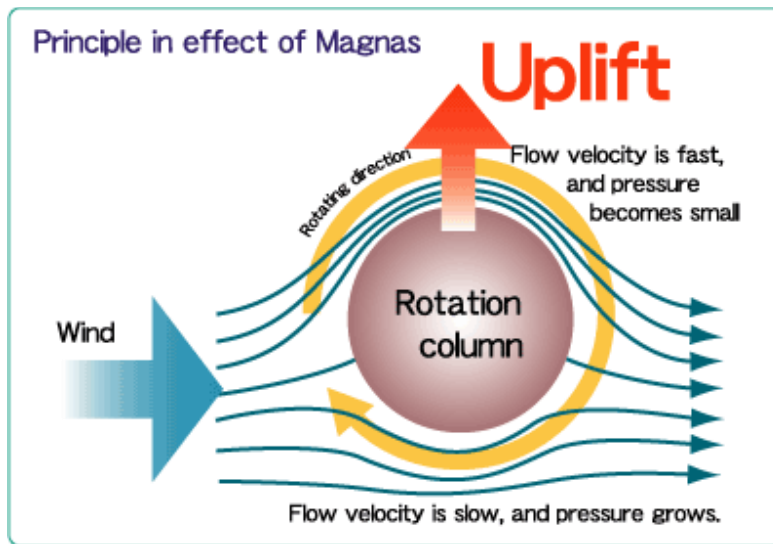 Principle in effect of Magnas
Uplift
Rotating direction
Flow velocity is fast,
and pressure
becomes small
Wind
Rotation
column
Flow velocity is slow, and pressure grows.